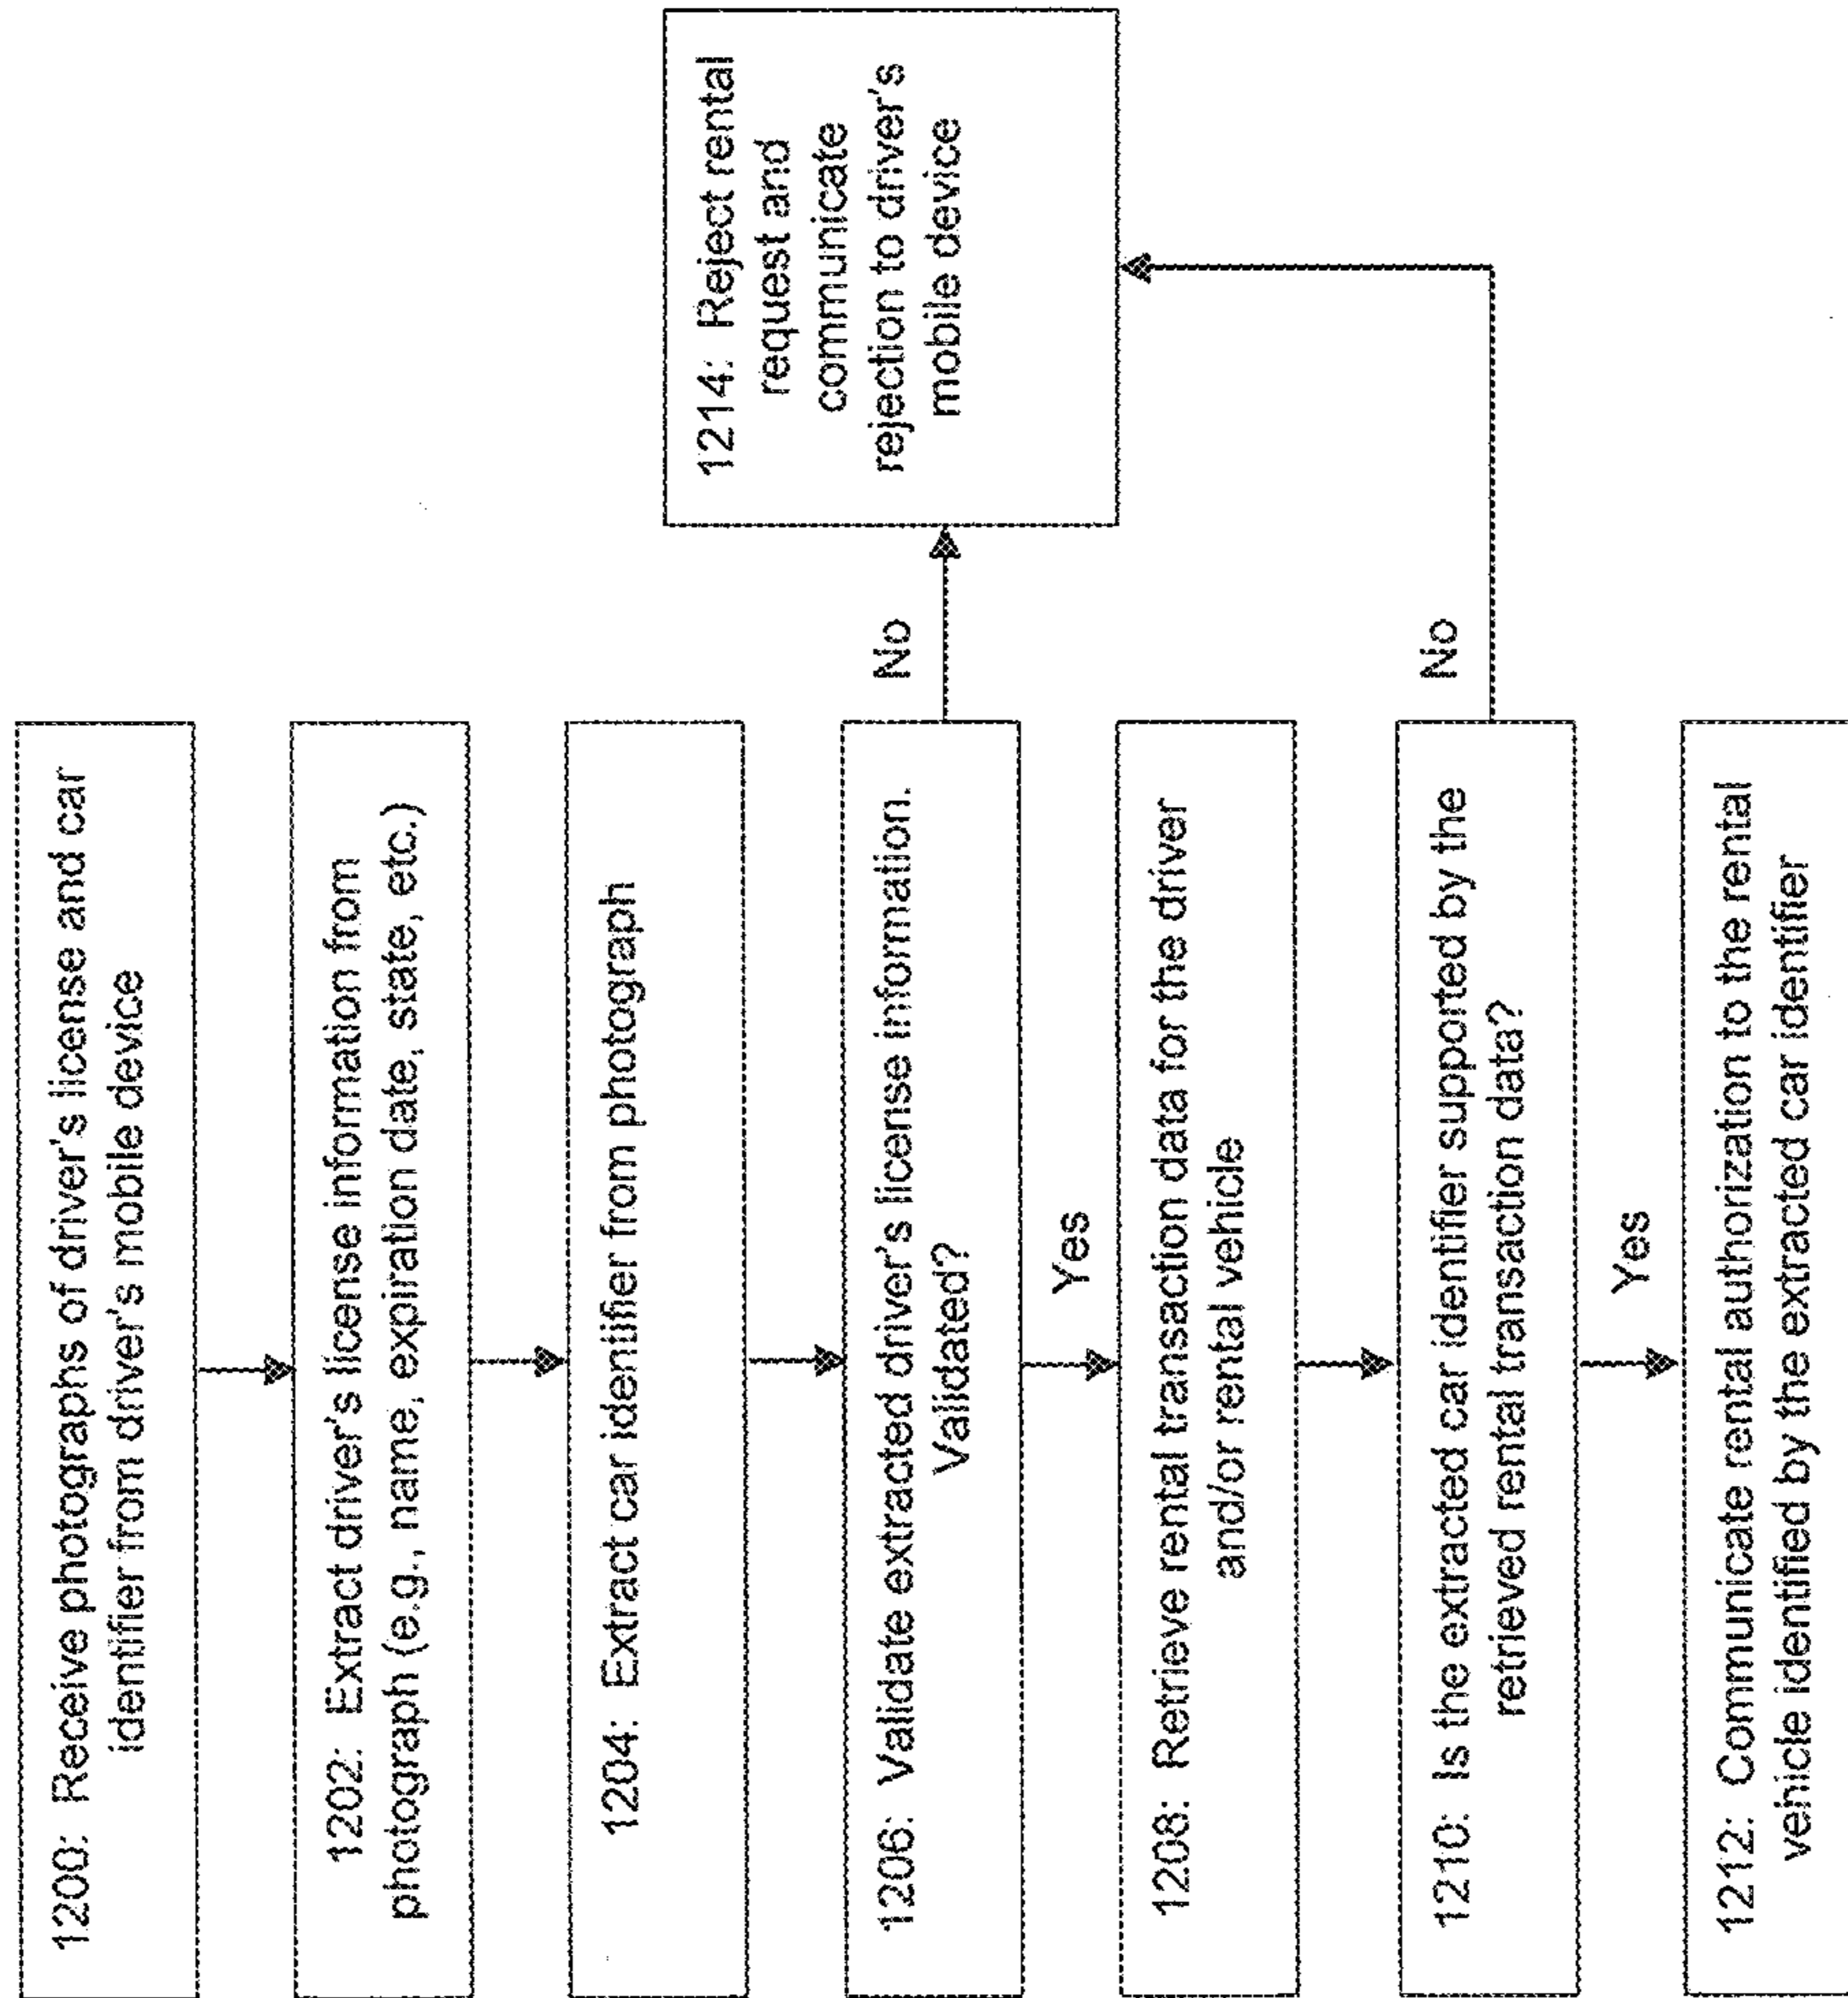 1200: Receive photographs of driver's license and car
identifier from driver's mobile device
1202: Extract driver's license information from
photograph (e.g., name, expiration date, state, etc.)
1204: Extract car identifier from photograph
1206: Validate extracted driver's license information.
Validated?
No
Yes
1214: Reject rental
request and
communicate
rejection to driver's
mobile device
1208: Retrieve rental transaction data for the driver
and/or rental vehicle
1210: Is the extracted car identifier supported by the
retrieved rental transaction data?
No
Yes
1212: Communicate rental authorization to the rental
vehicle identified by the extracted car identifier